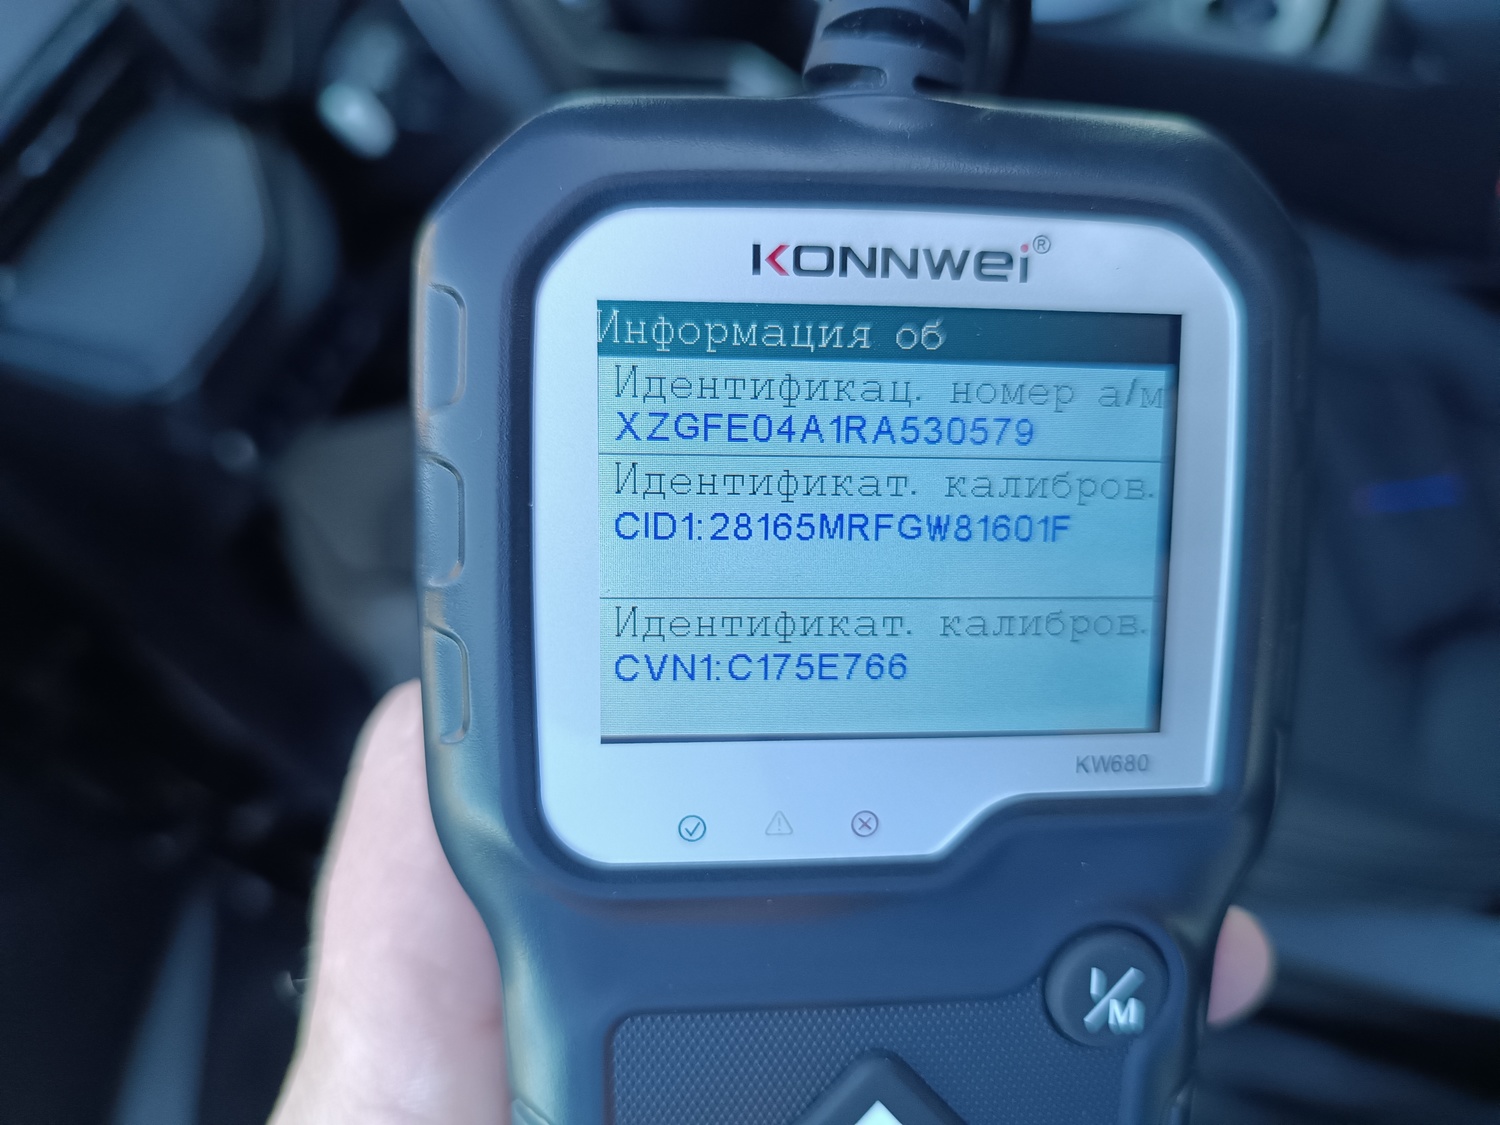 KONNWEI®
Информация об
Идентификац. номер а/м
XZGFE04A1RA530579
Идентификат. калибров.
CID1:28165MRFGW81601F
Идентификат. калибров.
CVN1:C175E766
KW680
I/M